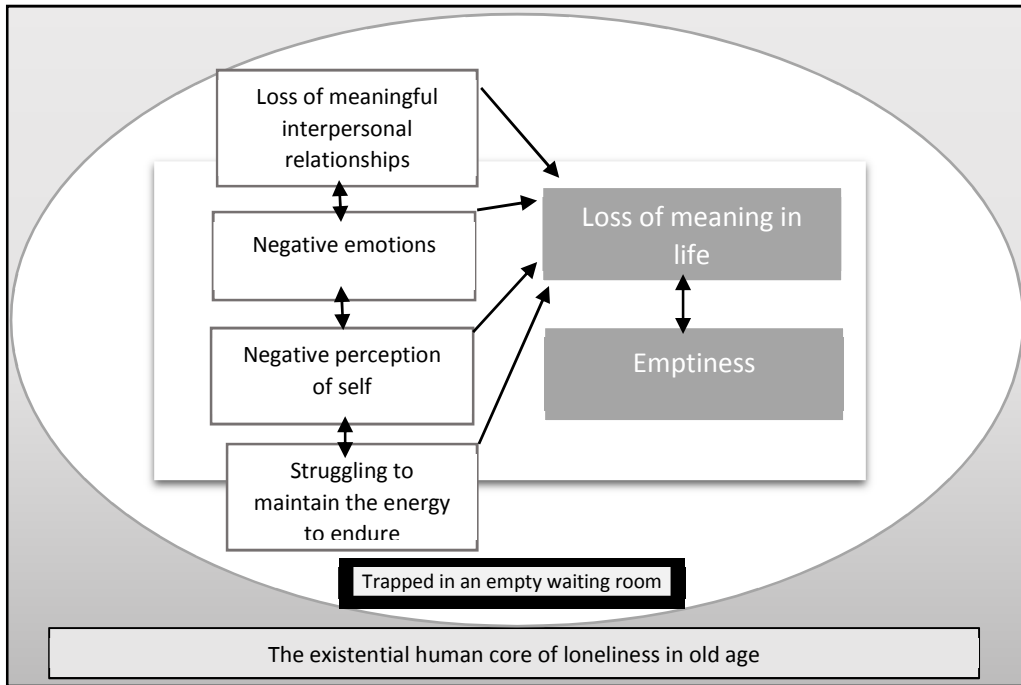 Loss of meaningful
interpersonal
relationships
Negative emotions
Negative perception
of self
Struggling to
maintain the energy
to endure
Loss of meaning in
life
Emptiness
Trapped in an empty waiting room
The existential human core of loneliness in old age